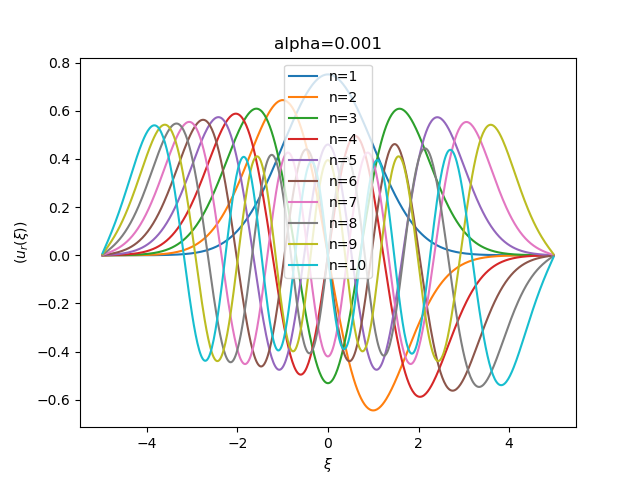 alpha=0.001
0.8
0.6
0.4
0.2
0.0
−0.2
−0.4
−0.6
(u_r(ξ))
n=1
n=2
n=3
n=4
n=5
n=6
n=7
n=8
n=9
n=10
−4
−2
0
2
4
ξ